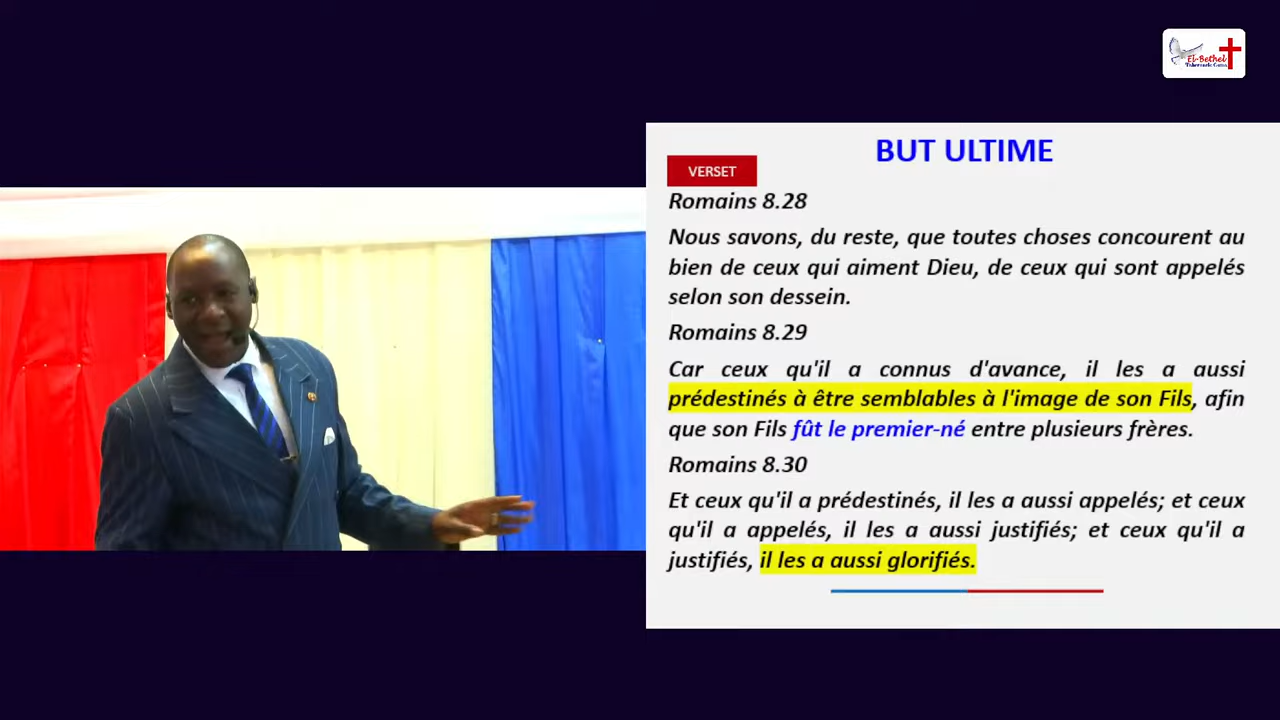 El-Bethel
BUT ULTIME
VERSET
Romains 8.28
Nous savons, du reste, que toutes choses concourent au
bien de ceux qui aiment Dieu, de ceux qui sont appelés
selon son dessein.
Romains 8.29
Car ceux qu'il a connus d'avance, il les a aussi
prédestinés à être semblables à l'image de son Fils, afin
que son Fils fût le premier-né entre plusieurs frères.
Romains 8.30
Et ceux qu'il a prédestinés, il les a aussi appelés; et ceux
qu'il a appelés, il les a aussi justifiés; et ceux qu'il a
justifiés, il les a aussi glorifiés.